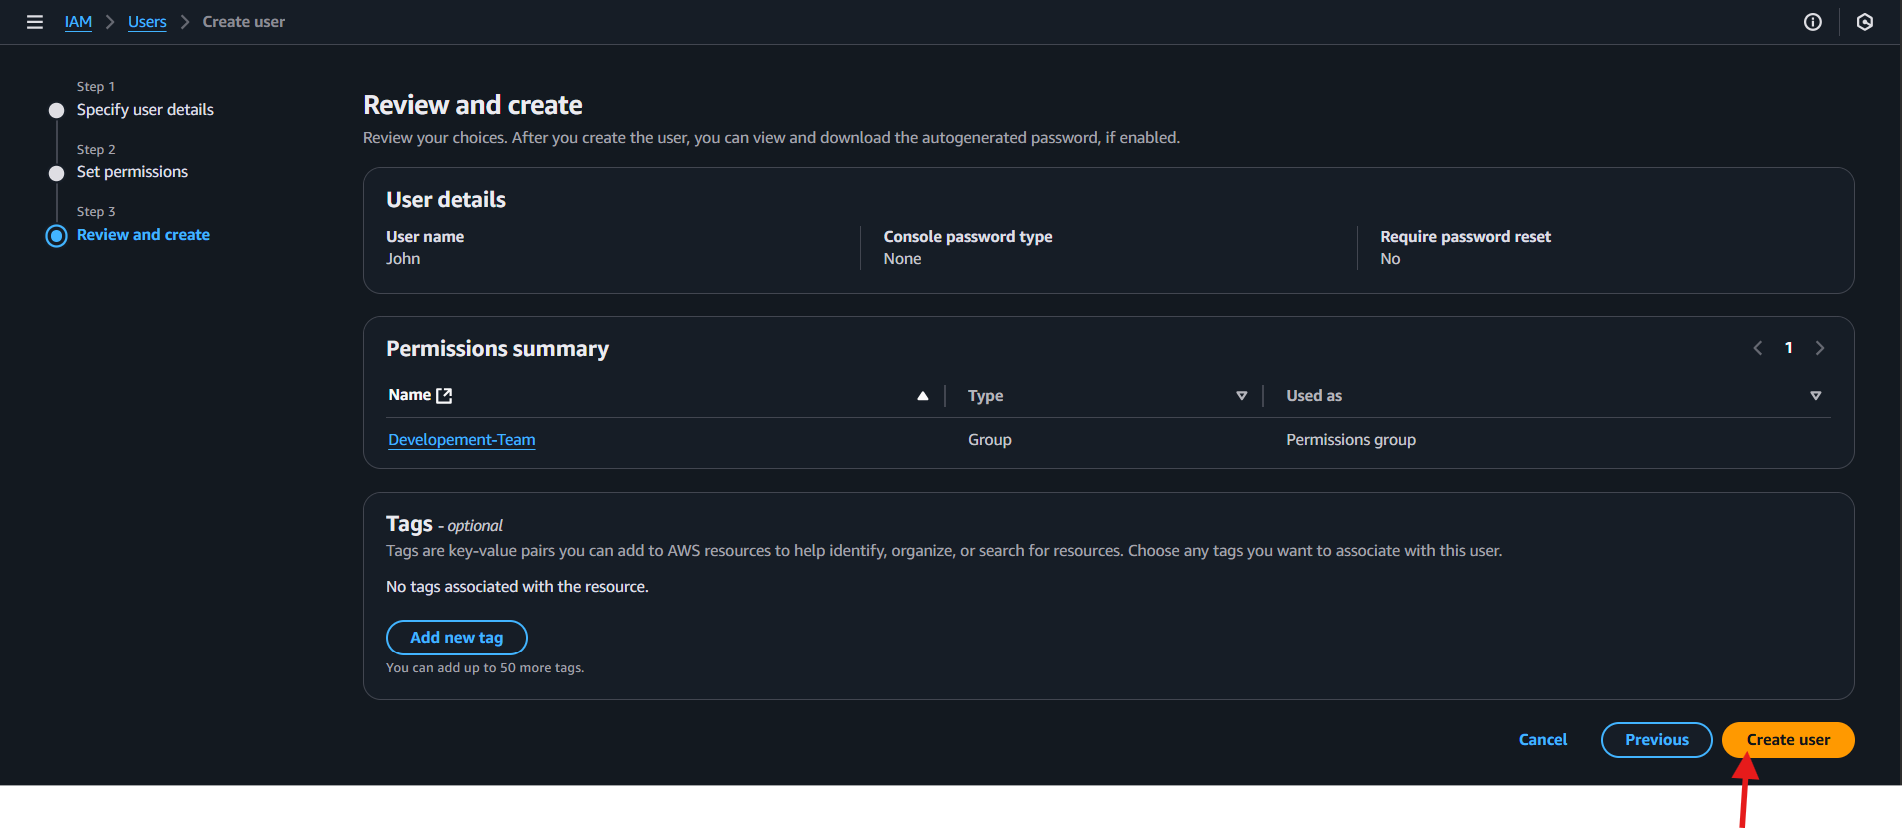 IAM > Users > Create user
Step 1
Specify user details
Step 2
Set permissions
Step 3
Review and create
Review and create
Review your choices. After you create the user, you can view and download the autogenerated password, if enabled.
User details
User name Console password type Require password reset
John None No
Permissions summary 1
Name Type Used as
Developement-Team Group Permissions group
Tags - optional
Tags are key-value pairs you can add to AWS resources to help identify, organize, or search for resources. Choose any tags you want to associate with this user.
No tags associated with the resource.
Add new tag
You can add up to 50 more tags.
Cancel Previous Create user